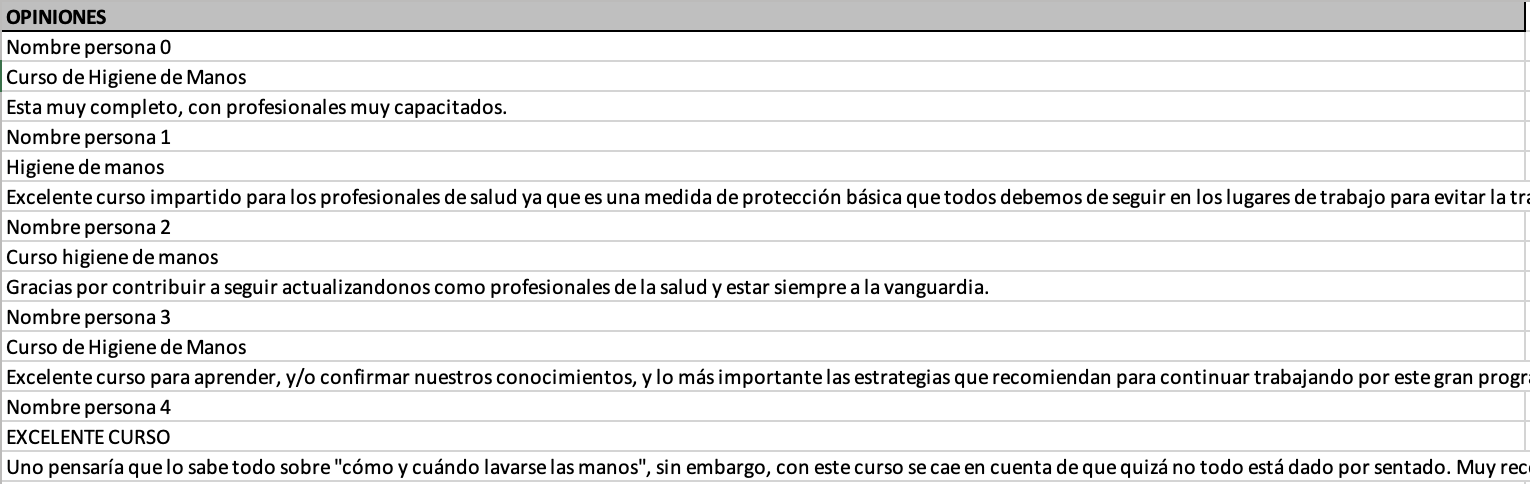 OPINIONES
Nombre persona 0
Curso de Higiene de Manos
Esta muy completo, con profesionales muy capacitados.
Nombre persona 1
Higiene de manos
Excelente curso impartido para los profesionales de salud ya que es una medida de protección básica que todos debemos de seguir en los lugares de trabajo para evitar la
Nombre persona 2
Curso higiene de manos
Gracias por contribuir a seguir actualizandonos como profesionales de la salud y estar siempre a la vanguardia.
Nombre persona 3
Curso de Higiene de Manos
Excelente curso para aprender, y/o confirmar nuestros conocimientos, y lo más importante las estrategias que recomiendan para continuar trabajando por este gran
Nombre persona 4
EXCELENTE CURSO
Uno pensaría que lo sabe todo sobre "cómo y cuándo lavarse las manos", sin embargo, con este curso se cae en cuenta de que quizá no todo está dado por sentado. Muy